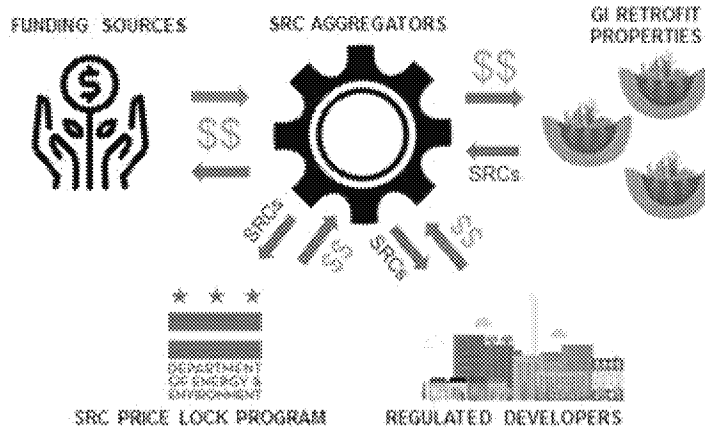 FUNDING SOURCES
SRC AGGREGATORS
GI RETROFIT
PROPERTIES
$
$$
$$
SRCs
SRCs
$$
SRCs
$$
DEPARTMENT
OF ENERGY &
ENVIRONMENT
SRC PRICE LOCK PROGRAM
REGULATED DEVELOPERS